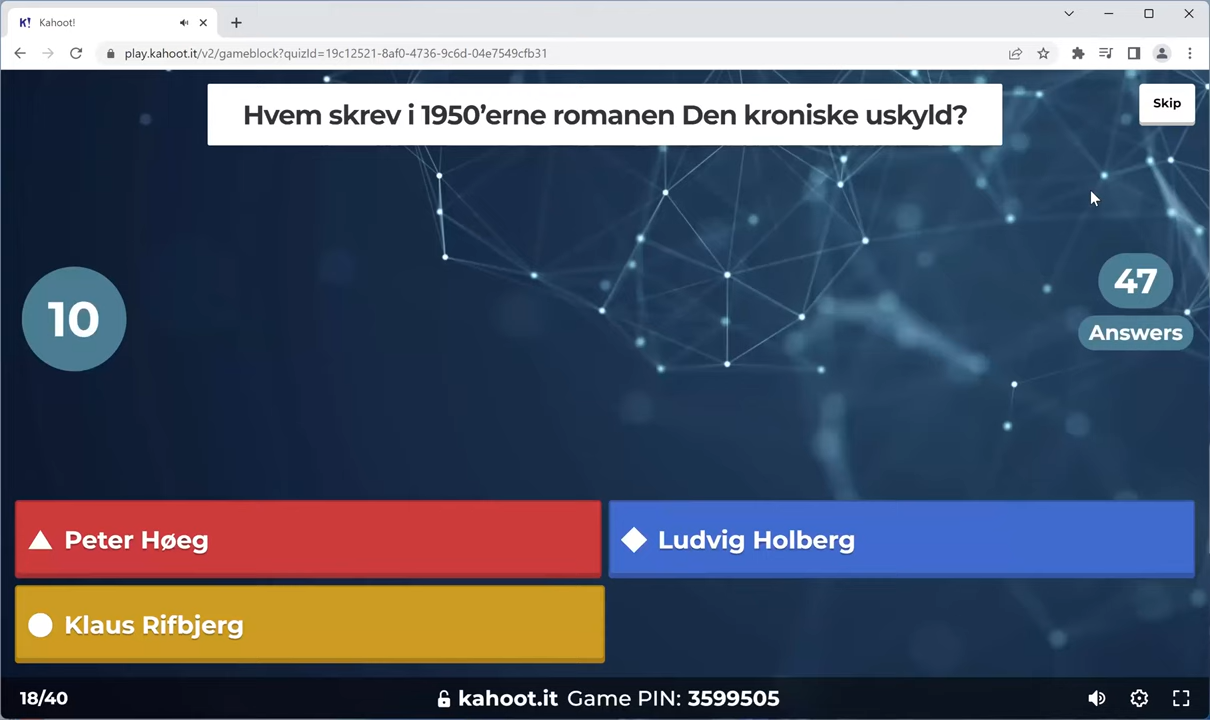 Kahoot!
play.kahoot.it/v2/gameblock?quizId=19c12521-8af0-4736-9c6d-04e7549cfb31
Hvem skrev i 1950’erne romanen Den kroniske uskyld?
Skip
10
47
Answers
Peter Høeg
Ludvig Holberg
Klaus Rifbjerg
18/40
kahoot.it Game PIN: 3599505